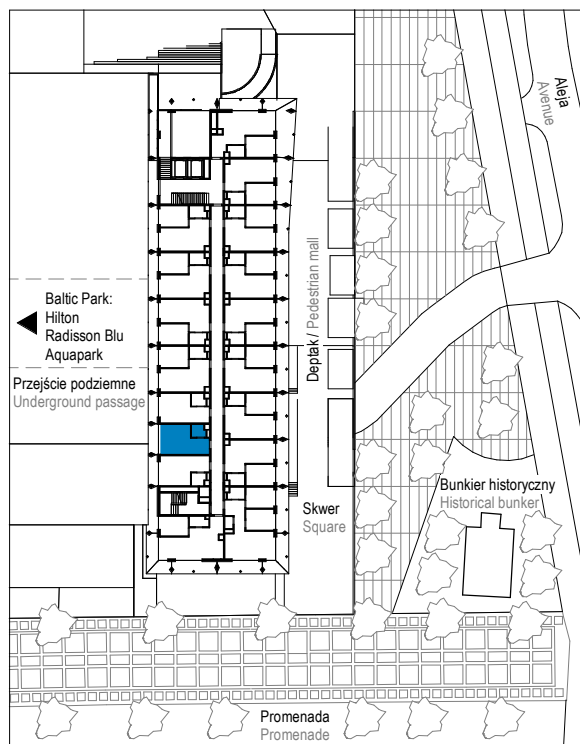 Aleja
Avenue
Baltic Park:
Hilton
Radisson Blu
Aquapark
Przejście podziemne
Underground passage
Deptak / Pedestrian mall
Bunkier historyczny
Historical bunker
Skwer
Square
Promenada
Promenade